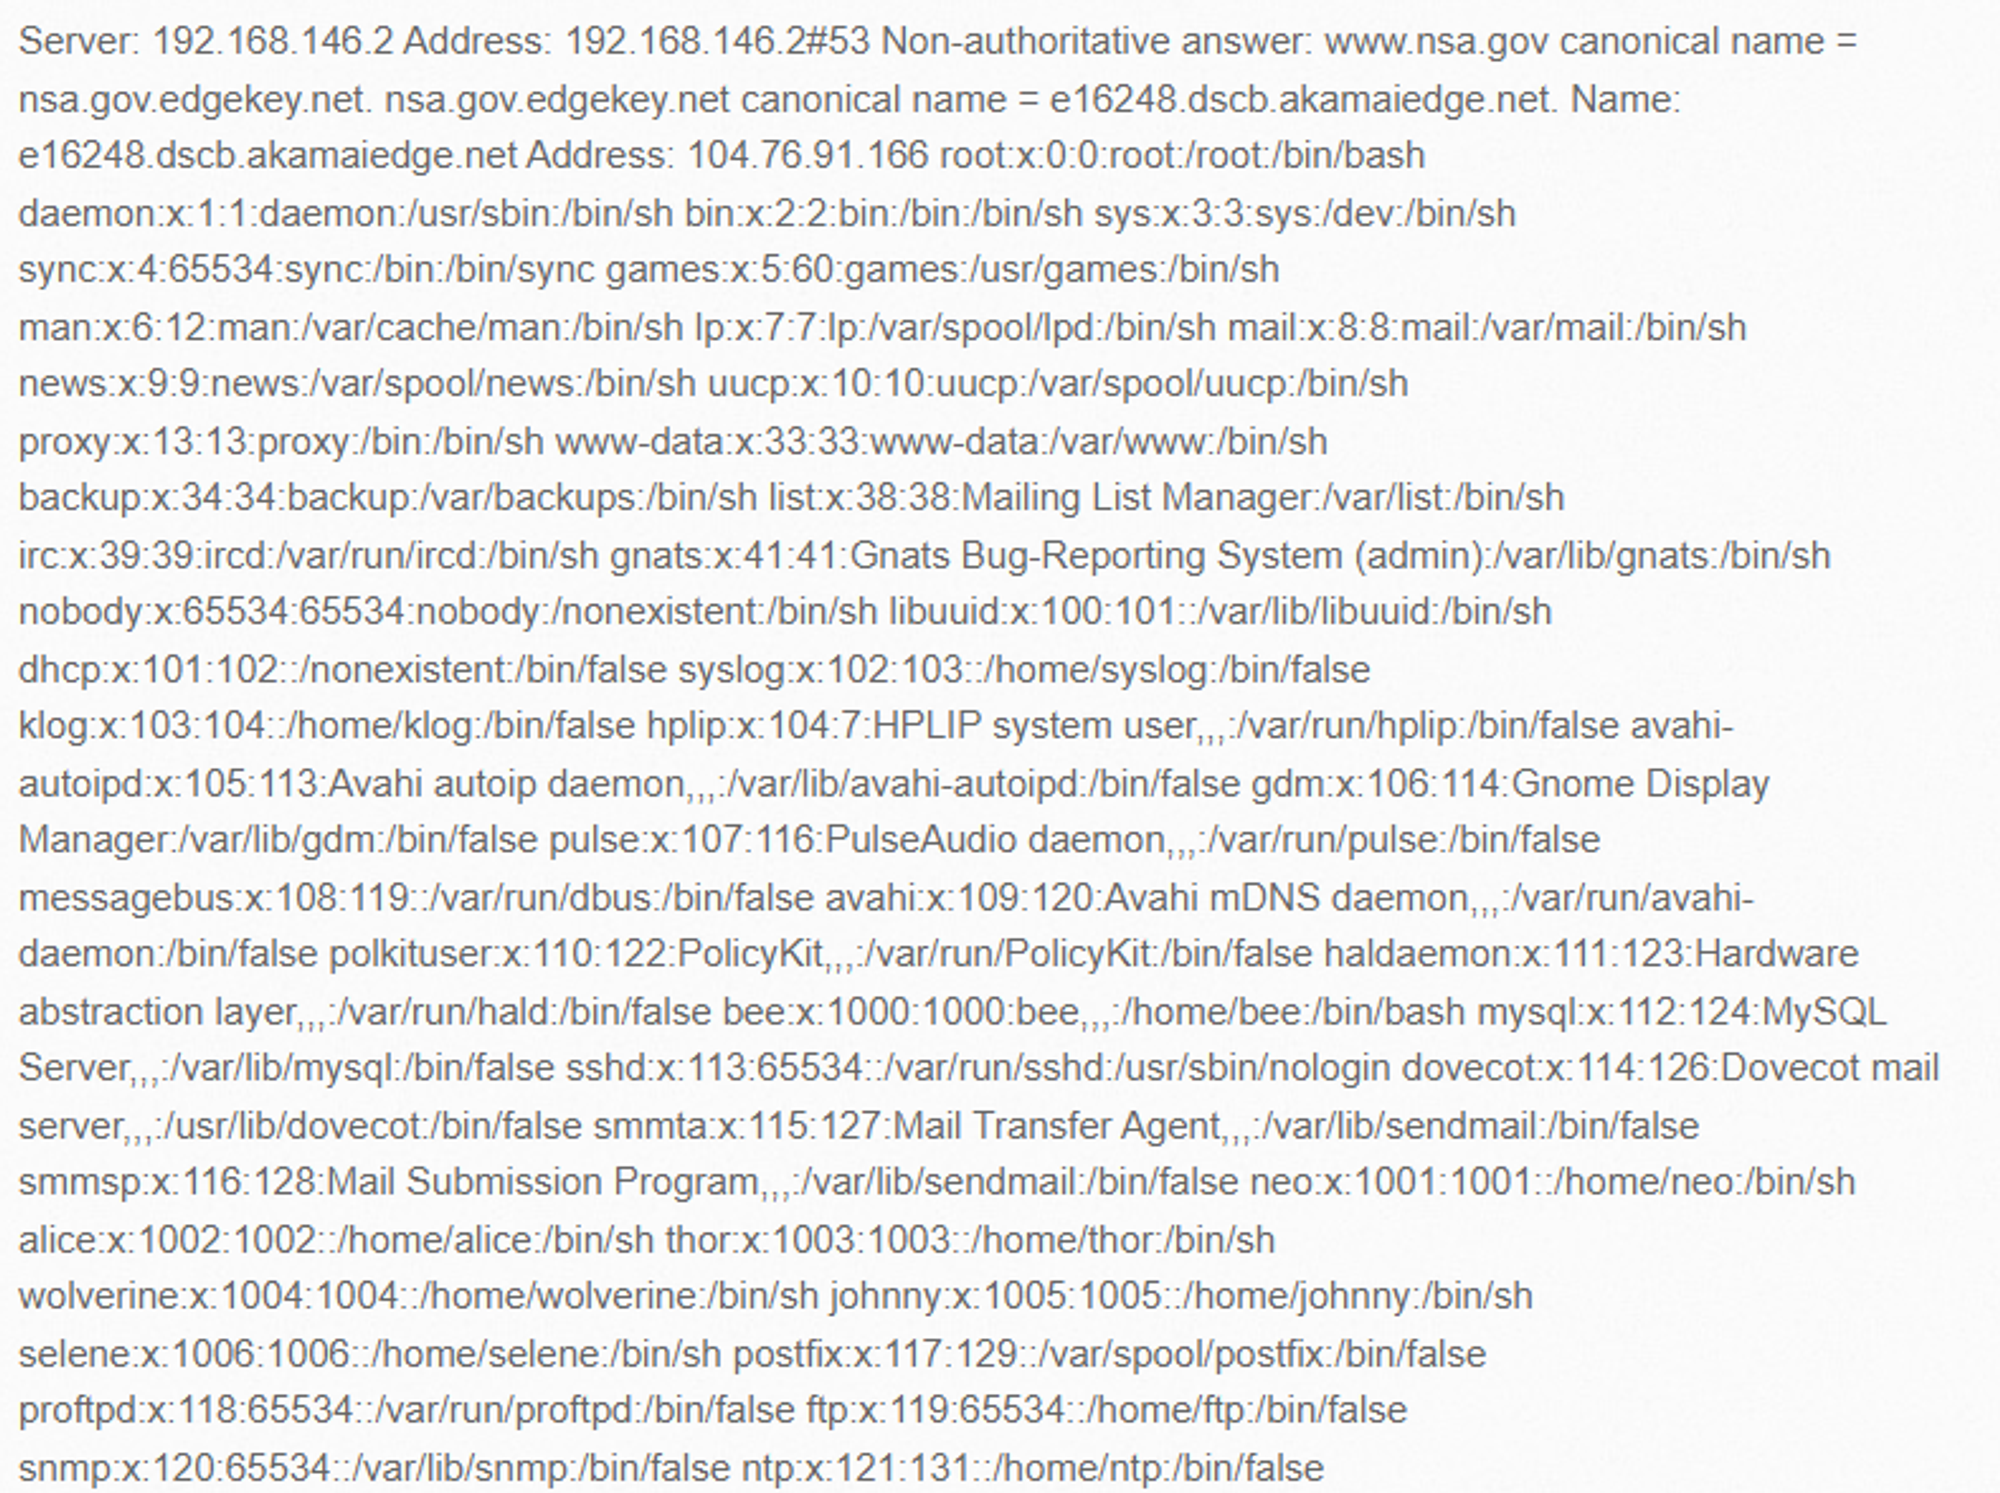 Server: 192.168.146.2 Address: 192.168.146.2#53 Non-authoritative answer: www.nsa.gov canonical name =
nsa.gov.edgekey.net. nsa.gov.edgekey.net canonical name = e16248.dscb.akamaiedge.net. Name:
e16248.dscb.akamaiedge.net Address: 104.76.91.166 root:x:0:0:root:/root:/bin/bash
daemon:x:1:1:daemon:/usr/sbin:/bin/sh bin:x:2:2:bin:/bin:/bin/sh sys:x:3:3:sys:/dev:/bin/sh
sync:x:4:65534:sync:/bin:/bin/sync games:x:5:60:games:/usr/games:/bin/sh
man:x:6:12:man:/var/cache/man:/bin/sh lp:x:7:7:lp:/var/spool/lpd:/bin/sh mail:x:8:8:mail:/var/mail:/bin/sh
news:x:9:9:news:/var/spool/news:/bin/sh uucp:x:10:10:uucp:/var/spool/uucp:/bin/sh
proxy:x:13:13:proxy:/bin:/bin/sh www-data:x:33:33:www-data:/var/www:/bin/sh
backup:x:34:34:backup:/var/backups:/bin/sh list:x:38:38:Mailing List Manager:/var/list:/bin/sh
irc:x:39:39:ircd:/var/run/ircd:/bin/sh gnats:x:41:41:Gnats Bug-Reporting System (admin):/var/lib/gnats:/bin/sh
nobody:x:65534:65534:nobody:/nonexistent:/bin/sh libuuid:x:100:101::/var/lib/libuuid:/bin/sh
dhcp:x:101:102::/nonexistent:/bin/false syslog:x:102:103::/home/syslog:/bin/false
klog:x:103:104::/home/klog:/bin/false hplip:x:104:7:HPLIP system user,,,:/var/run/hplip:/bin/false avahi-
autoipd:x:105:113:Avahi autoip daemon,,,:/var/lib/avahi-autoipd:/bin/false gdm:x:106:114:Gnome Display
Manager:/var/lib/gdm:/bin/false pulse:x:107:116:PulseAudio daemon,,,:/var/run/pulse:/bin/false
messagebus:x:108:119::/var/run/dbus:/bin/false avahi:x:109:120:Avahi mDNS daemon,,,:/var/run/avahi-
daemon:/bin/false polkituser:x:110:122:PolicyKit,,,:/var/run/PolicyKit:/bin/false haldaemon:x:111:123:Hardware
abstraction layer,,,:/var/run/hald:/bin/false bee:x:1000:1000:bee,,,:/home/bee:/bin/bash mysql:x:112:124:MySQL
Server,,,:/var/lib/mysql:/bin/false sshd:x:113:65534::/var/run/sshd:/usr/sbin/nologin dovecot:x:114:126:Dovecot mail
server,,,:/usr/lib/dovecot:/bin/false smmta:x:115:127:Mail Transfer Agent,,,:/var/lib/sendmail:/bin/false
smmsp:x:116:128:Mail Submission Program,,,:/var/lib/sendmail:/bin/false neo:x:1001:1001::/home/neo:/bin/sh
alice:x:1002:1002::/home/alice:/bin/sh thor:x:1003:1003::/home/thor:/bin/sh
wolverine:x:1004:1004::/home/wolverine:/bin/sh johnny:x:1005:1005::/home/johnny:/bin/sh
selene:x:1006:1006::/home/selene:/bin/sh postfix:x:117:129::/var/spool/postfix:/bin/false
proftpd:x:118:65534::/var/run/proftpd:/bin/false ftp:x:119:65534::/home/ftp:/bin/false
snmp:x:120:65534::/var/lib/snmp:/bin/false ntp:x:121:131::/home/ntp:/bin/false